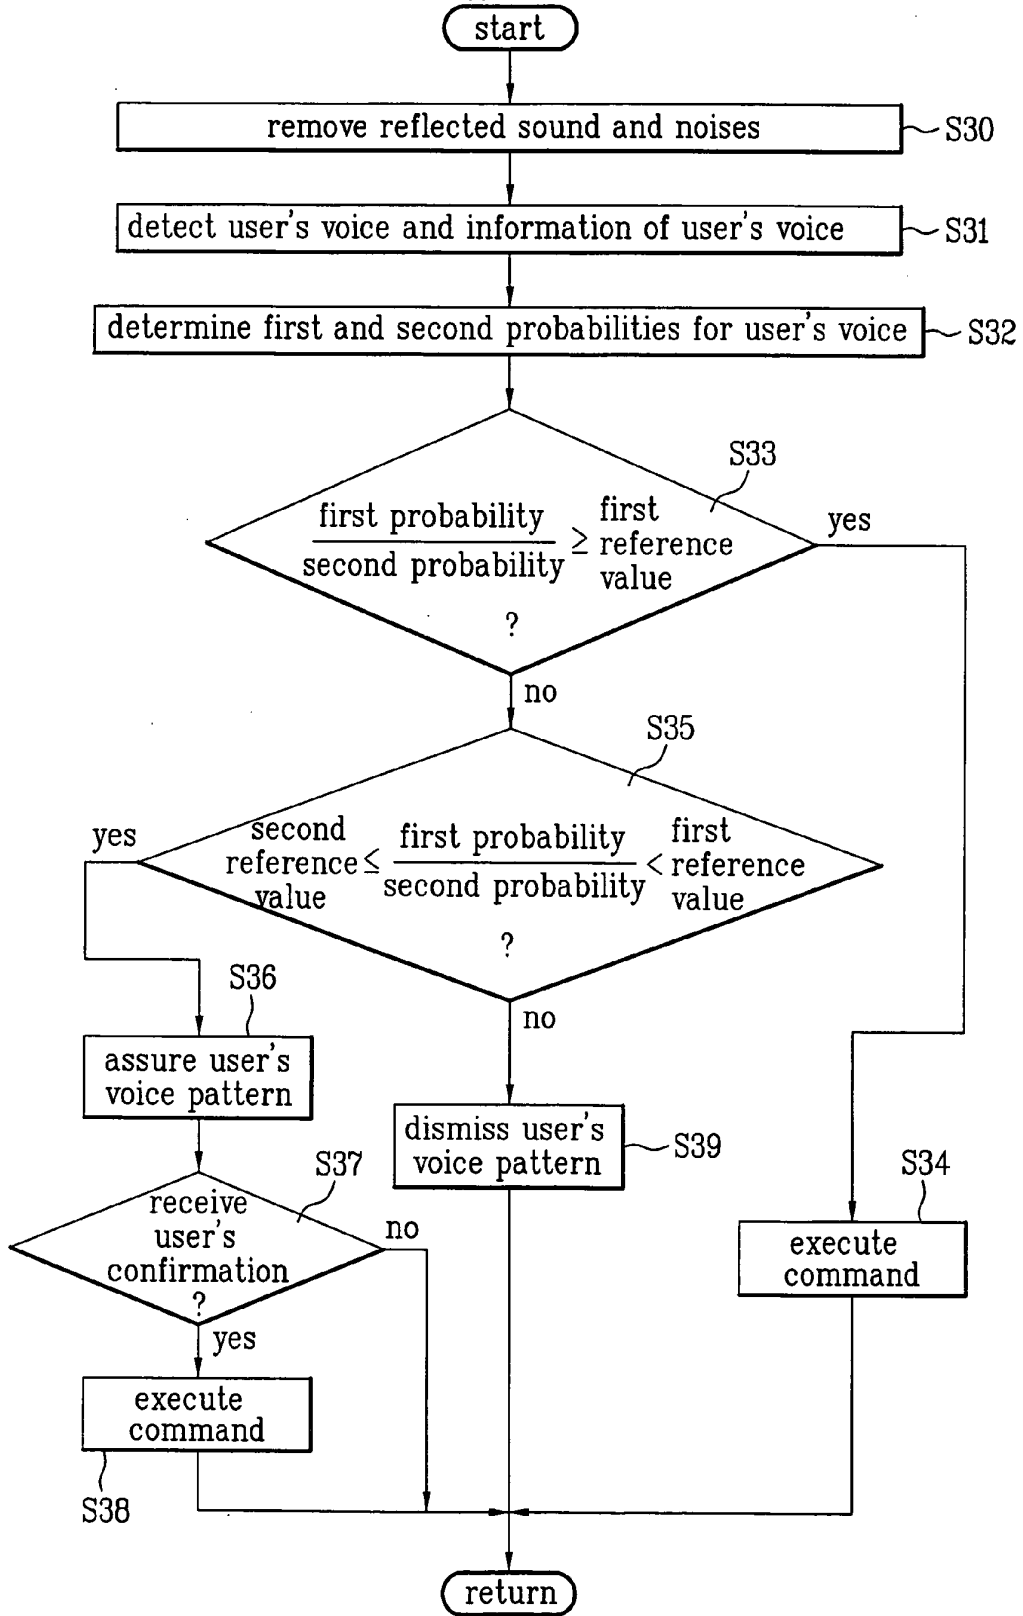 start
remove reflected sound and noises
S30
detect user's voice and information of user's voice
S31
determine first and second probabilities for user's voice
S32
S33
first probability
second probability
≥
first
reference
value
?
yes
no
S35
yes
second
reference
value
≤
first probability
second probability
<
first
reference
value
?
no
S36
assure user's
voice pattern
dismiss user's
voice pattern
S39
S37
receive
user's
confirmation
?
no
yes
S34
execute
command
execute
command
S38
return